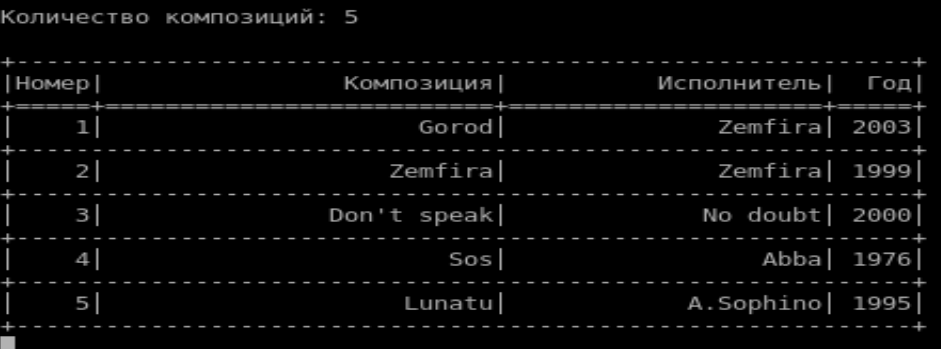 Количество композиций: 5
|Номер| Композиция| Исполнитель| Год|
| 1| Gorod| Zemfira| 2003|
| 2| Zemfira| Zemfira| 1999|
| 3| Don't speak| No doubt| 2000|
| 4| Sos| Abba| 1976|
| 5| Lunatu| A.Sophino| 1995|